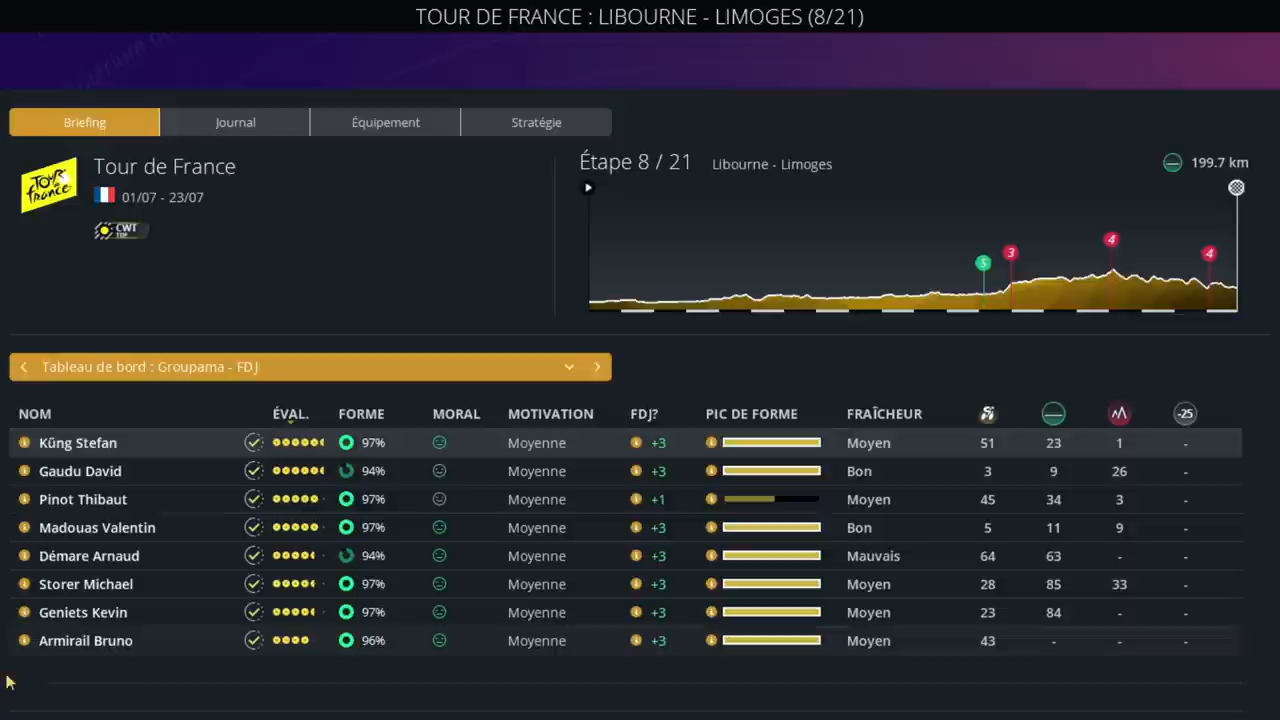 TOUR DE FRANCE : LIBOURNE - LIMOGES (8/21)
Briefing Journal Équipement Stratégie
TOUR de france
Tour de France
01/07 - 23/07
CWT
TDF
Étape 8 / 21 Libourne - Limoges 199.7 km
4
S 3 4
Tableau de bord : Groupama - FDJ
NOM ÉVAL. FORME MORAL MOTIVATION FDJ? PIC DE FORME FRAÎCHEUR -25
Küng Stefan 97% Moyenne +3 Moyen 51 23 1 -
Gaudu David 94% Moyenne +3 Bon 3 9 26 -
Pinot Thibaut 97% Moyenne +1 Moyen 45 34 3 -
Madouas Valentin 97% Moyenne +3 Bon 5 11 9 -
Démare Arnaud 94% Moyenne +3 Mauvais 64 63 - -
Storer Michael 97% Moyenne +3 Moyen 28 85 33 -
Geniets Kevin 97% Moyenne +3 Moyen 23 84 - -
Armirail Bruno 96% Moyenne +3 Moyen 43 - - -